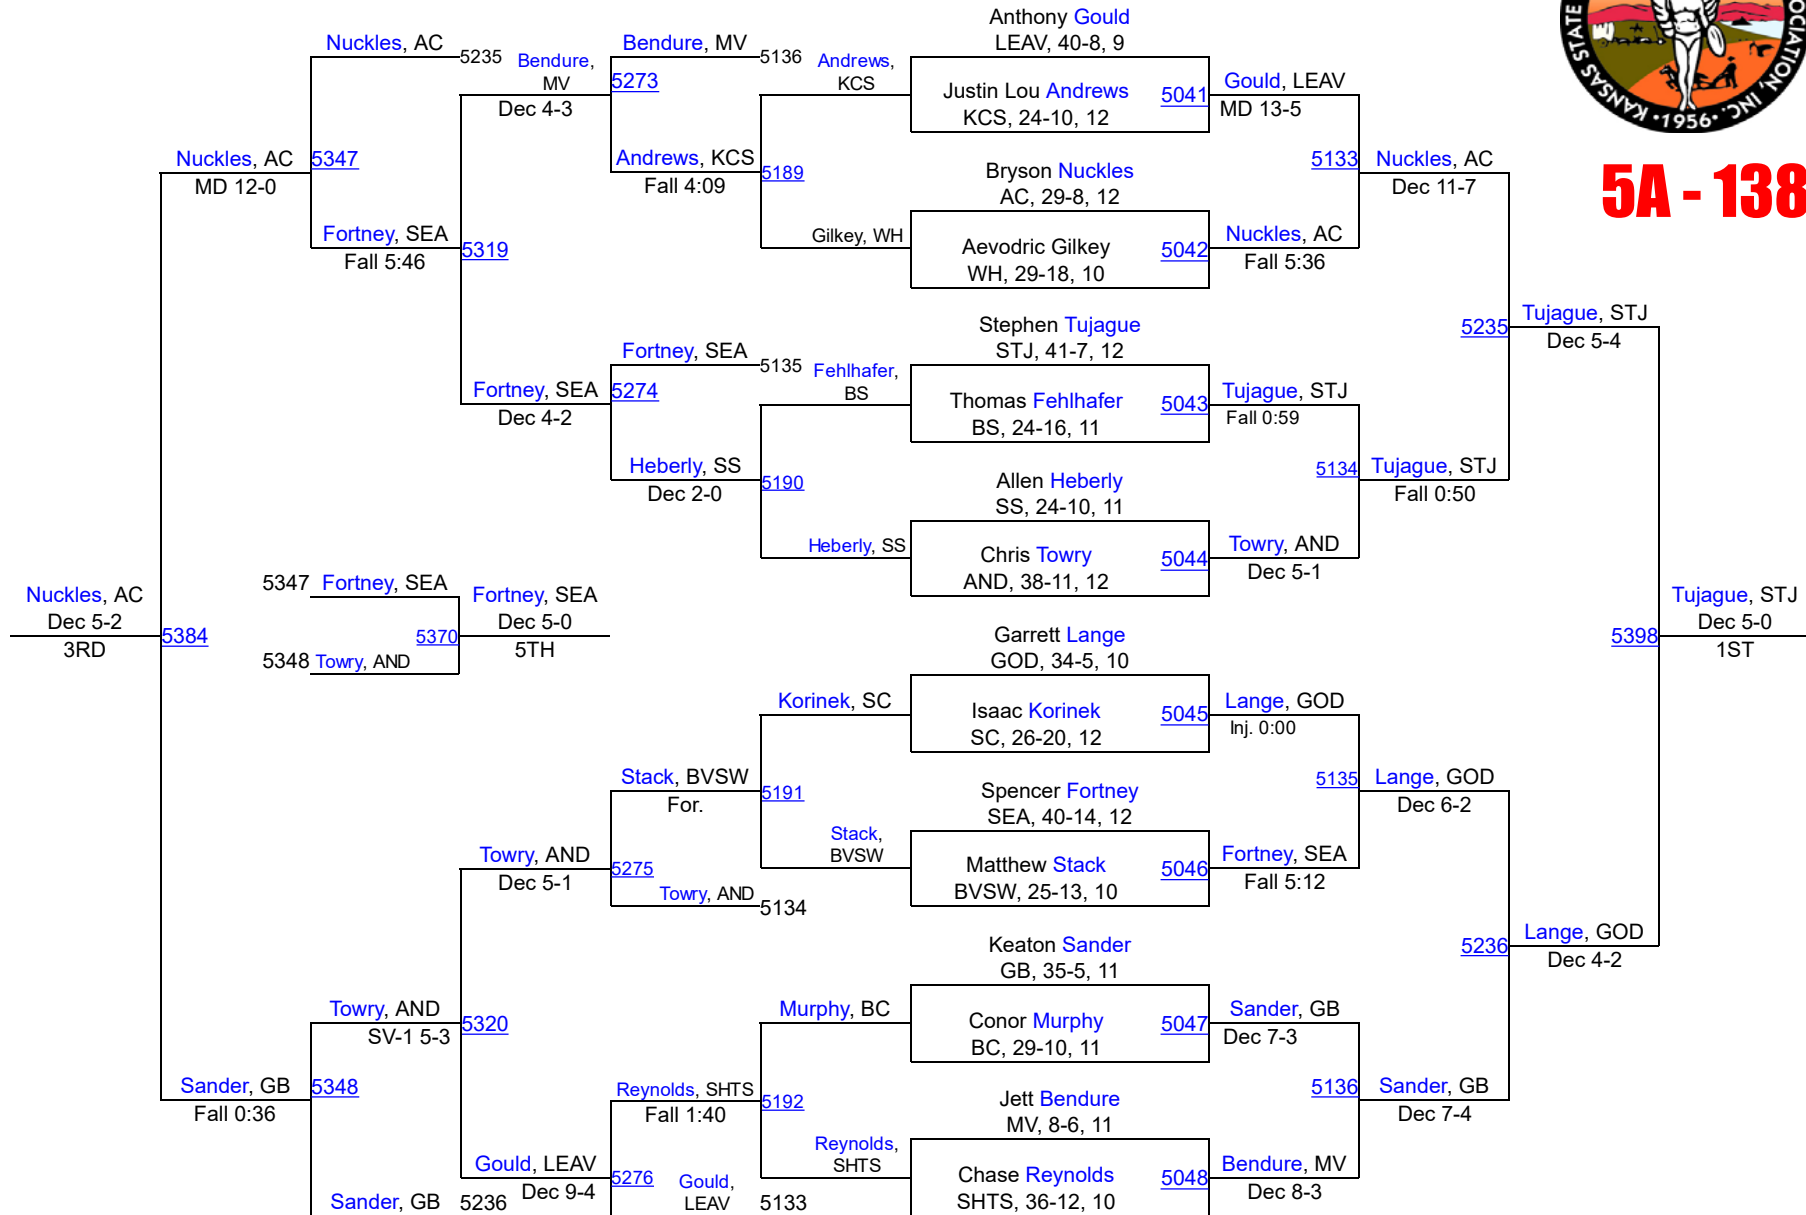 Anthony Gould
LEAV, 40-8, 9
Justin Lou Andrews
KCS, 24-10, 12
5041
Bryson Nuckles
AC, 29-8, 12
Aevodric Gilkey
WH, 29-18, 10
5042
Stephen Tujague
STJ, 41-7, 12
Thomas Fehlhafer
BS, 24-16, 11
5043
Allen Heberly
SS, 24-10, 11
Chris Towry
AND, 38-11, 12
5044
Garrett Lange
GOD, 34-5, 10
Isaac Korinek
SC, 26-20, 12
5045
Spencer Fortney
SEA, 40-14, 12
Matthew Stack
BVSW, 25-13, 10
5046
Keaton Sander
GB, 35-5, 11
Conor Murphy
BC, 29-10, 11
5047
Jett Bendure
MV, 8-6, 11
Chase Reynolds
SHTS, 36-12, 10
5048
Gould, LEAV
MD 13-5
5133
Nuckles, AC
Fall 5:36
Tujague, STJ
Fall 0:59
5134
Towry, AND
Dec 5-1
Lange, GOD
Inj. 0:00
5135
Fortney, SEA
Fall 5:12
Sander, GB
Dec 7-3
5136
Bendure, MV
Dec 8-3
Nuckles, AC
Dec 11-7
5235
Tujague, STJ
Fall 0:50
Lange, GOD
Dec 6-2
5236
Sander, GB
Dec 7-4
Tujague, STJ
Dec 5-4
5398
Lange, GOD
Dec 4-2
Tujague, STJ
Dec 5-0
1ST
KANSAS STATE
OCIATION, INC.
•1956•
5A - 138
Andrews,
KCS
5189
Gilkey, WH
Fehlhafer,
BS
5190
Heberly, SS
Korinek, SC
5191
Stack,
BVSW
Murphy, BC
5192
Reynolds,
SHTS
Bendure, MV
5136
5273
Andrews, KCS
Fall 4:09
Fortney, SEA
5135
5274
Heberly, SS
Dec 2-0
Stack, BVSW
For.
5275
Towry, AND
5134
Reynolds, SHTS
Fall 1:40
5276
Gould,
LEAV
5133
Bendure,
MV
Dec 4-3
5319
Fortney, SEA
Dec 4-2
Towry, AND
Dec 5-1
5320
Gould, LEAV
Dec 9-4
Nuckles, AC
5235
5347
Fortney, SEA
Fall 5:46
Towry, AND
SV-1 5-3
5348
Sander, GB
5236
5347
Fortney, SEA
5370
5348
Towry, AND
Fortney, SEA
Dec 5-0
5TH
Nuckles, AC
MD 12-0
5384
Sander, GB
Fall 0:36
Nuckles, AC
Dec 5-2
3RD